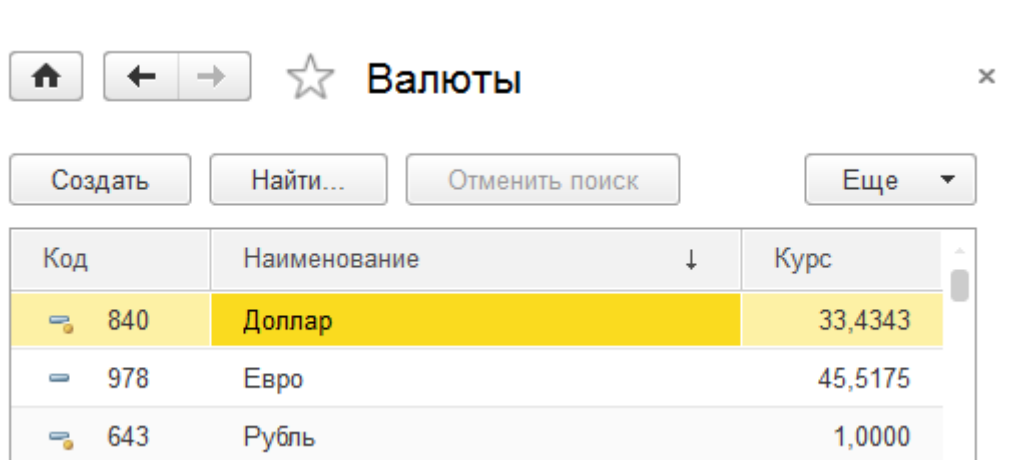 Валюты
Создать Найти... Отменить поиск Еще
Код Наименование ↓ Курс
840 Доллар 33,4343
978 Евро 45,5175
643 Рубль 1,0000